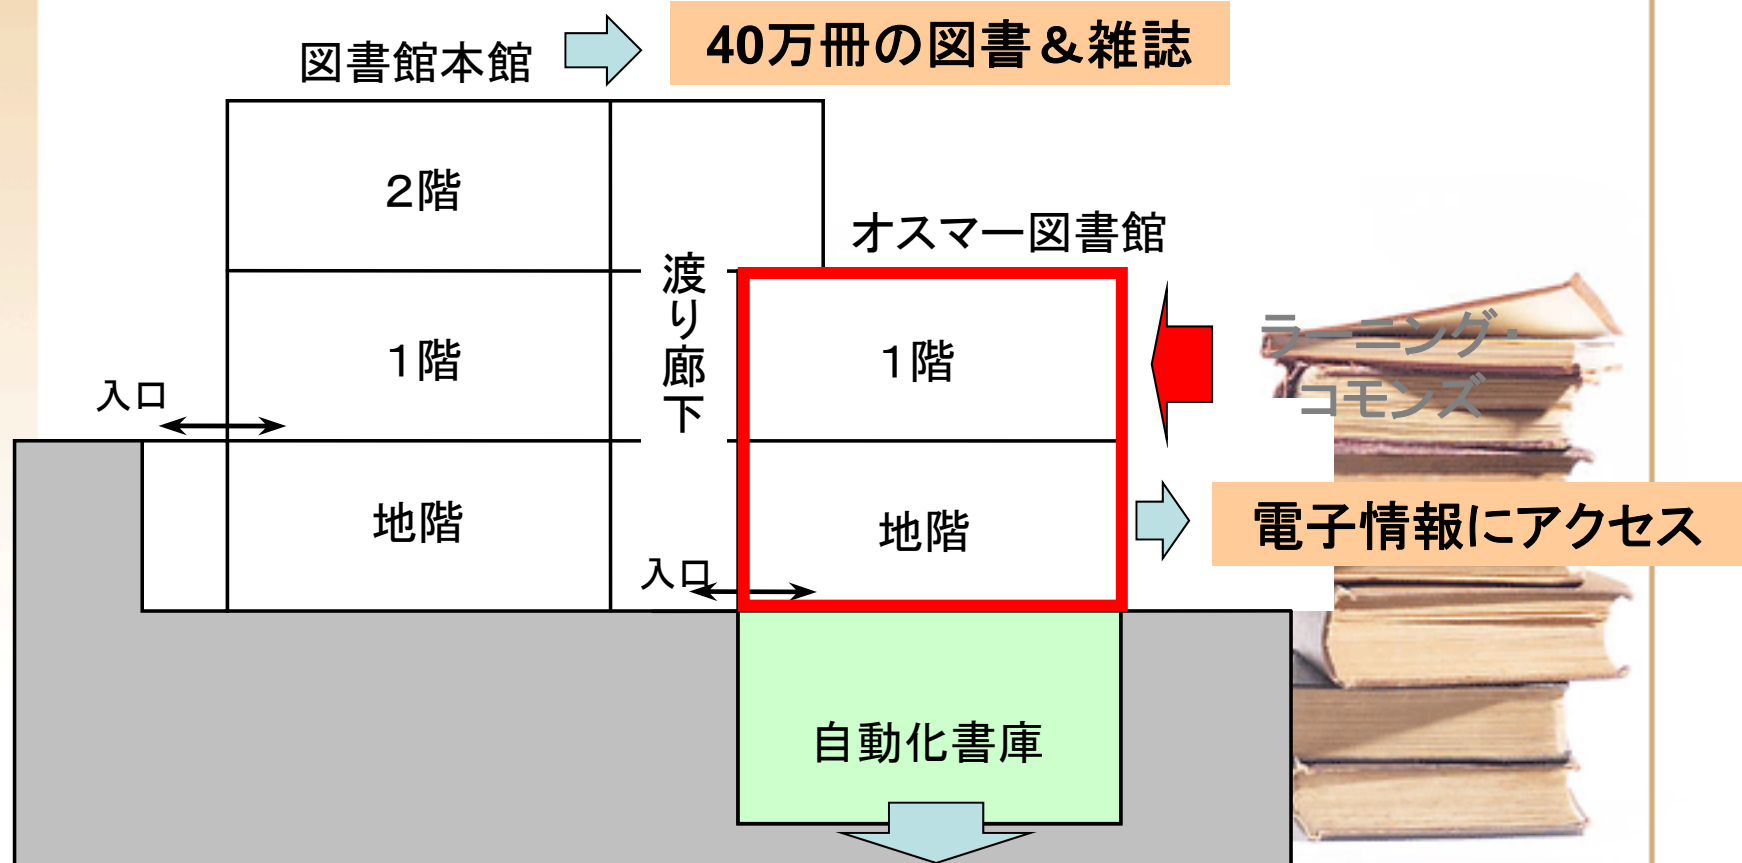 図書館本館
40万冊の図書＆雑誌
２階
オスマー図書館
渡り廊下
１階
１階
ラーニング・
コモンズ
入口
地階
地階
電子情報にアクセス
入口
自動化書庫